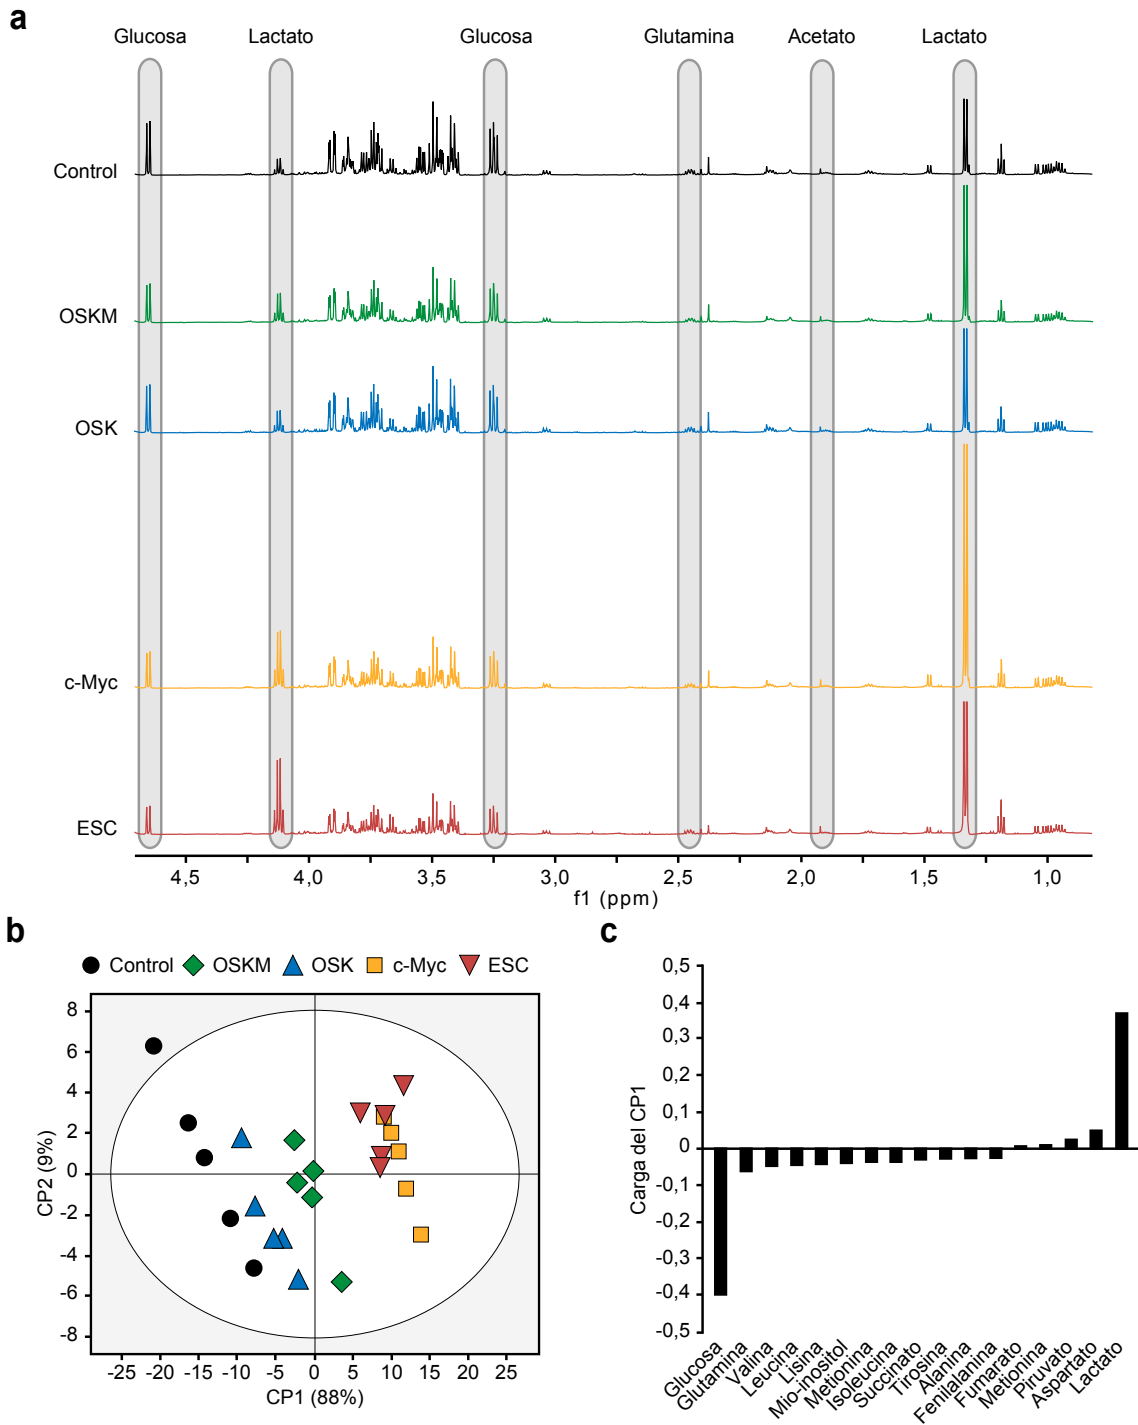 a
Glucosa Lactato Glucosa Glutamina Acetato Lactato
Control
OSKM
OSK
c-Myc
ESC
4,5 4,0 3,5 3,0 2,5 2,0 1,5 1,0
f1 (ppm)
b
Control OSKM OSK c-Myc ESC
8
6
4
2
0
-2
-4
-6
-8
CP2 (9%)
-25 -20 -15 -10 -5 0 5 10 15 20 25
CP1 (88%)
c
0,5
0,4
0,3
0,2
0,1
0
-0,1
-0,2
-0,3
-0,4
-0,5
Carga del CP1
Glucosa
Glutamina
Valina
Leucina
Lisina
Mio-inositol
Metionina
Isoleucina
Succinato
Tirosina
Alanina
Fenilalanina
Fumarato
Metionina
Piruvato
Aspartato
Lactato